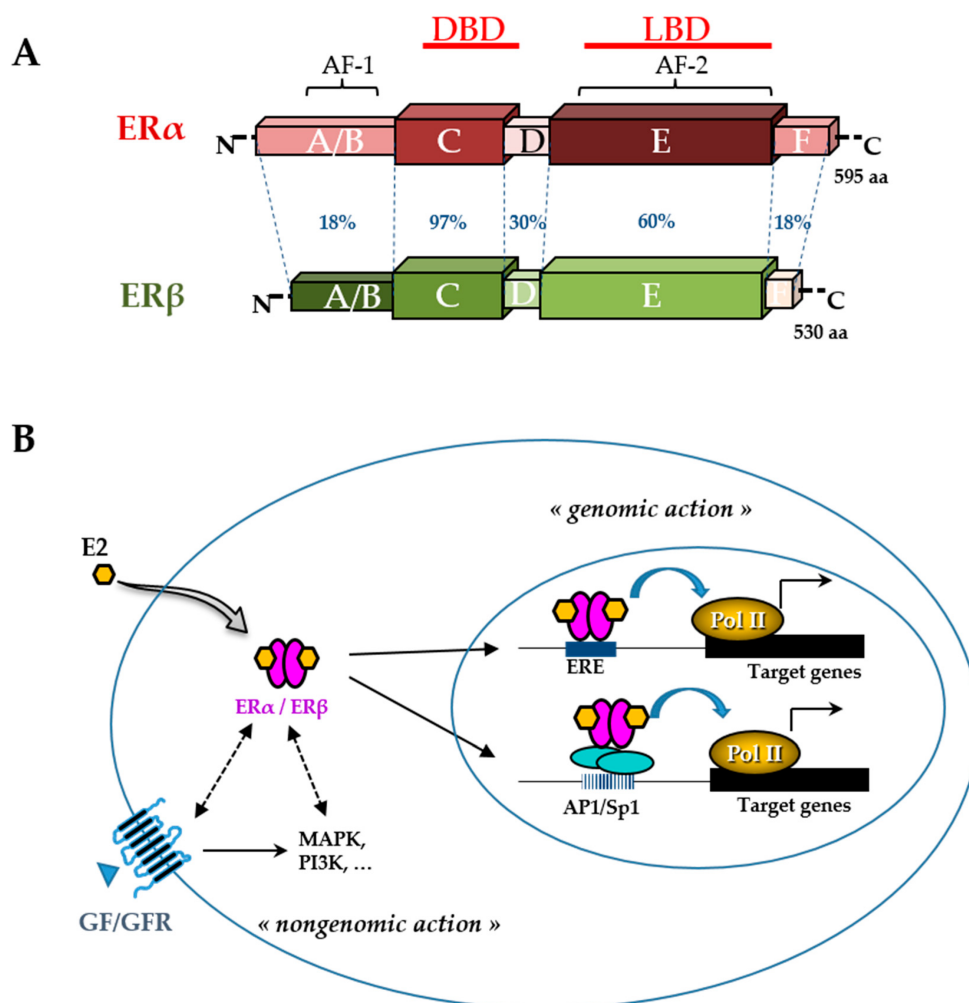 A
DBD LBD
AF-1 AF-2
ERα N A/B C D E F C
595 aa
18% 97% 30% 60% 18%
ERβ N A/B C D E F C
530 aa
B
« genomic action »
E2
Pol II
ERE Target genes
ERα / ERβ
Pol II
AP1/Sp1 Target genes
MAPK,
PI3K, ...
GF/GFR « nongenomic action »